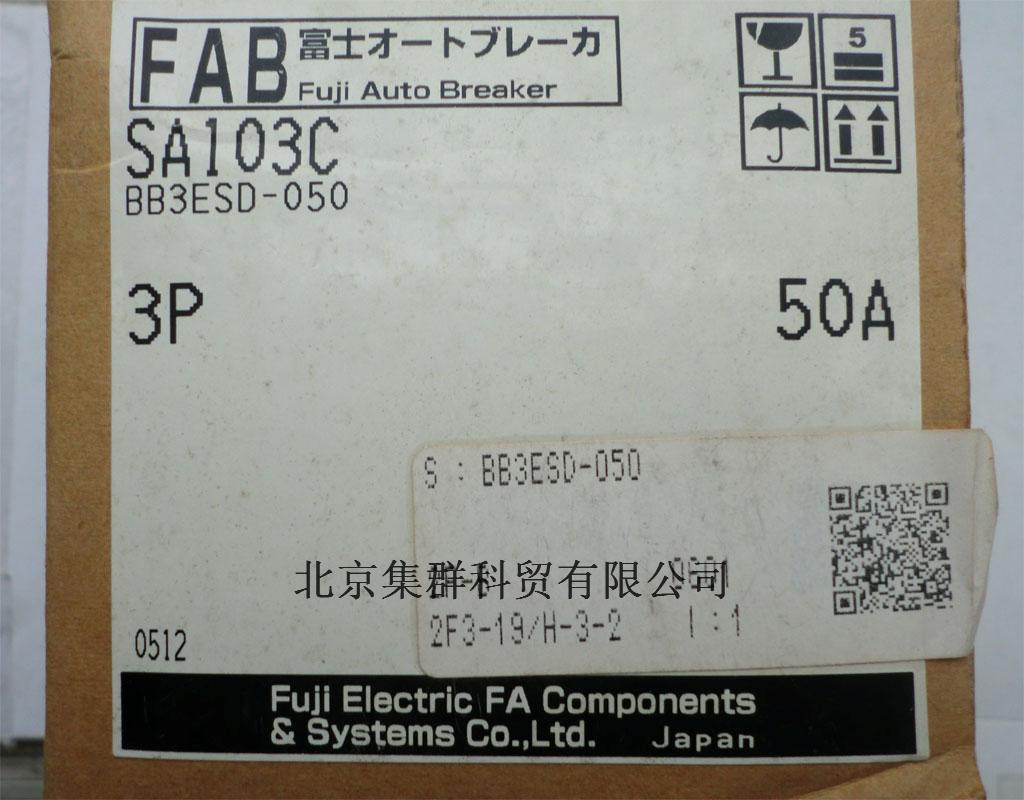 FAB 富士オートブレーカ
Fuji Auto Breaker
5
SA103C
BB3ESD-050
3P
50A
S : BB3ESD-050
北京集群科贸有限公司
2F3-19/H-3-2
1:1
0512
Fuji Electric FA Components
& Systems Co.,Ltd. Japan